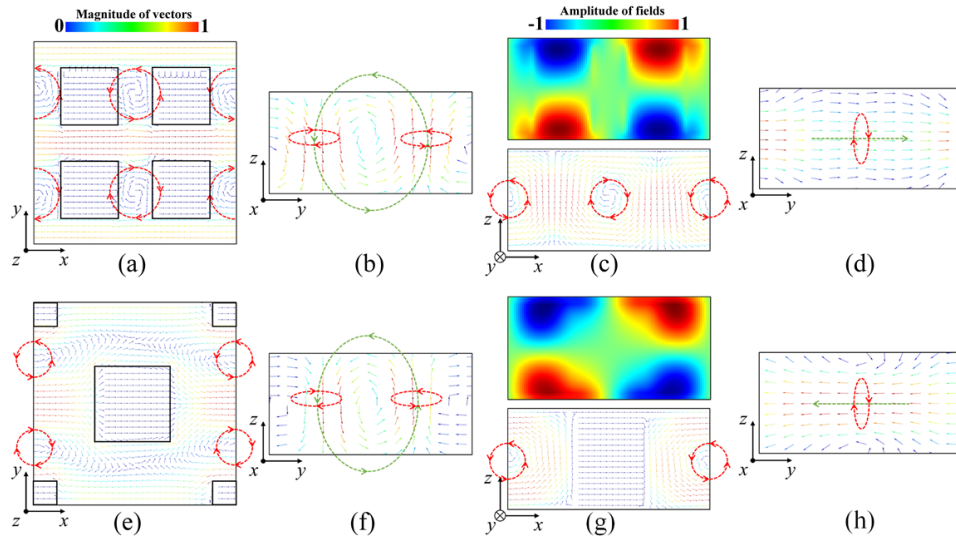 Magnitude of vectors
0 1
Amplitude of fields
-1 1
y
z x
(a)
z
x y
(b)
z
y x
(c)
z
x y
(d)
y
z x
(e)
z
x y
(f)
z
y x
(g)
z
x y
(h)